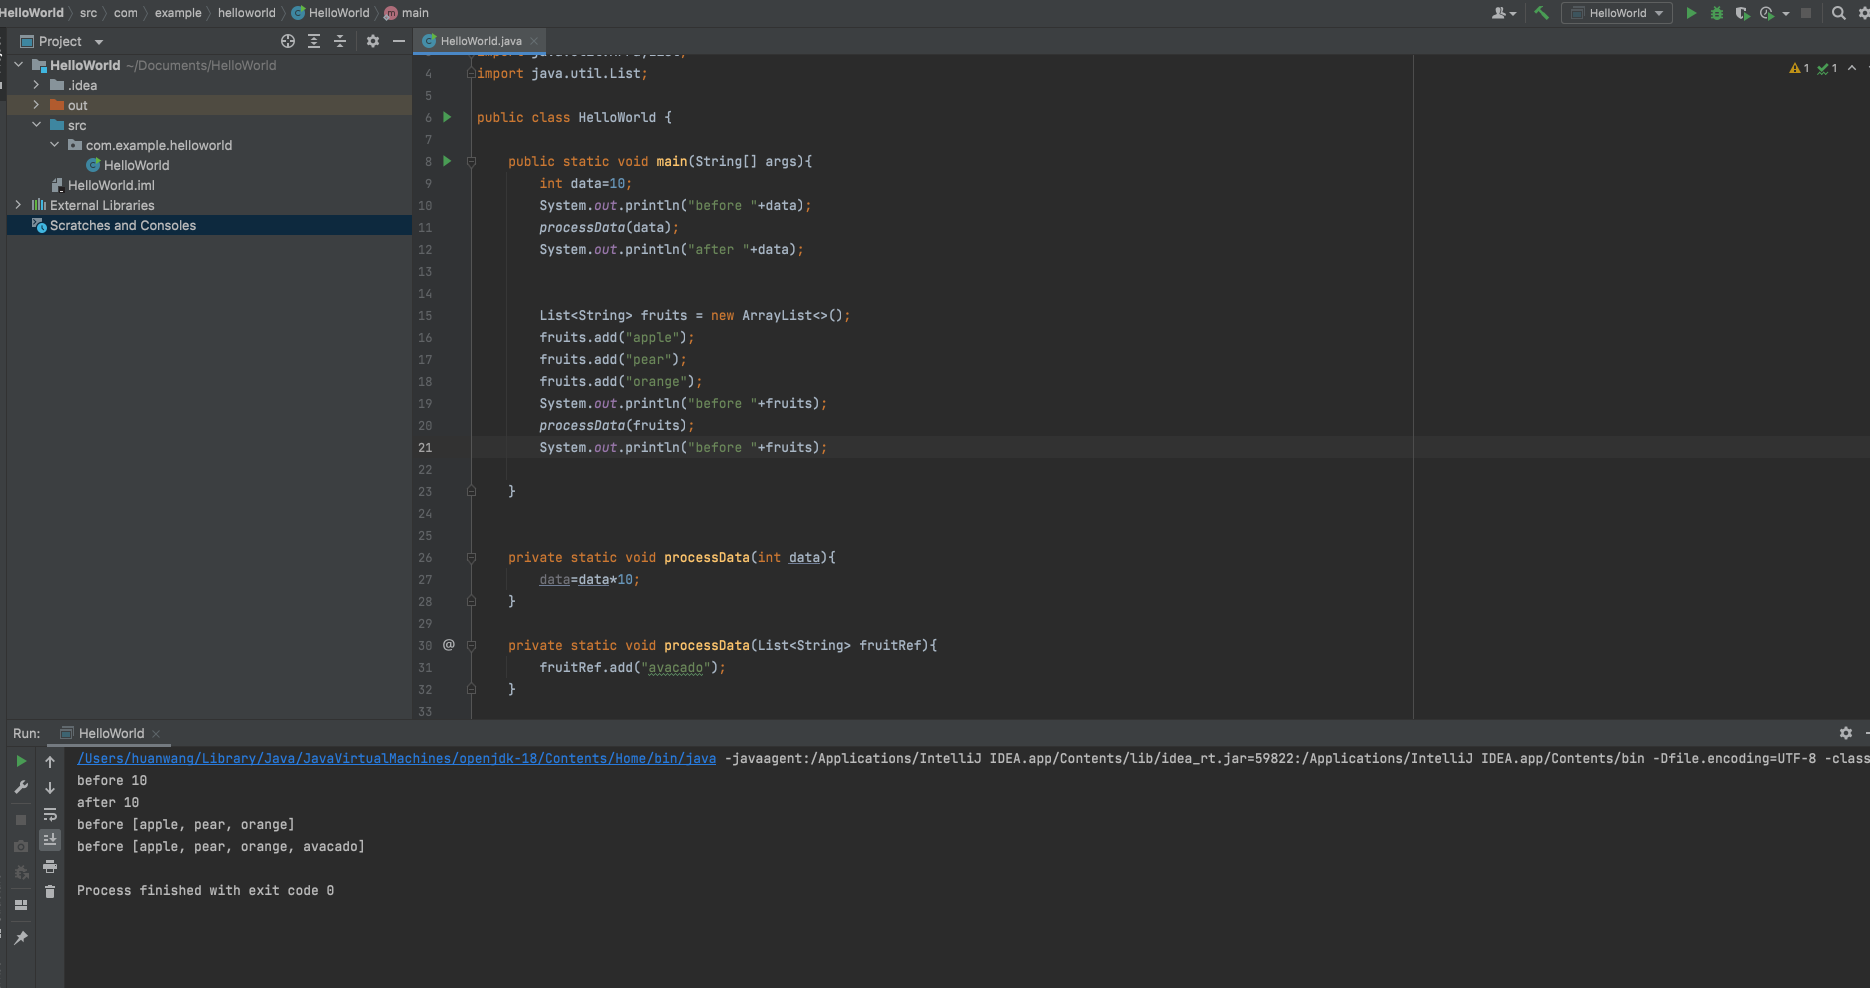 HelloWorld src com example helloworld HelloWorld main
HelloWorld
Project
HelloWorld.java
HelloWorld ~/Documents/HelloWorld
.idea
out
src
com.example.helloworld
HelloWorld
HelloWorld.iml
External Libraries
Scratches and Consoles
1 1
4 import java.util.List;
5
6 public class HelloWorld {
7
8 public static void main(String[] args){
9 int data=10;
10 System.out.println("before "+data);
11 processData(data);
12 System.out.println("after "+data);
13
14
15 List<String> fruits = new ArrayList<>();
16 fruits.add("apple");
17 fruits.add("pear");
18 fruits.add("orange");
19 System.out.println("before "+fruits);
20 processData(fruits);
21 System.out.println("before "+fruits);
22
23 }
24
25
26 private static void processData(int data){
27 data=data*10;
28 }
29
30 @ private static void processData(List<String> fruitRef){
31 fruitRef.add("avacado");
32 }
33
Run: HelloWorld
/Users/huanwang/Library/Java/JavaVirtualMachines/openjdk-18/Contents/Home/bin/java -javaagent:/Applications/IntelliJ IDEA.app/Contents/lib/idea_rt.jar=59822:/Applications/IntelliJ IDEA.app/Contents/bin -Dfile.encoding=UTF-8 -class
before 10
after 10
before [apple, pear, orange]
before [apple, pear, orange, avacado]
Process finished with exit code 0